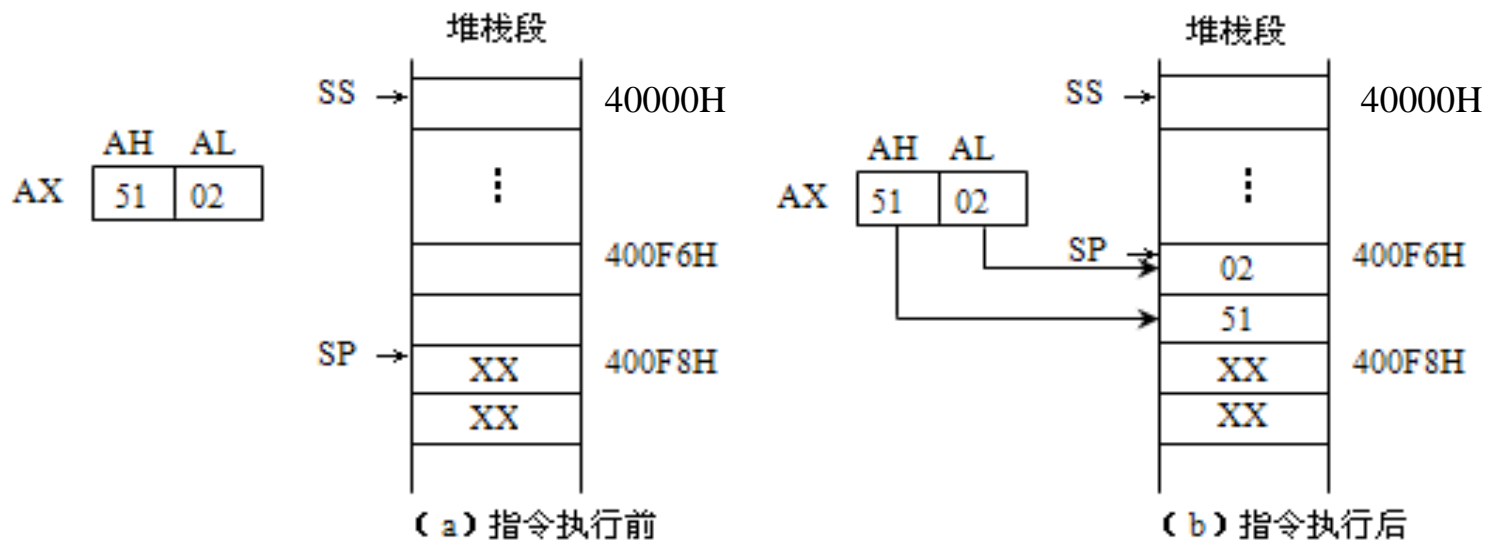 堆栈段
SS
40000H
AH AL
AX 51 02
⋮
400F6H
SP
XX
400F8H
XX
(a)指令执行前
堆栈段
SS
40000H
AH AL
AX 51 02
⋮
SP
02
400F6H
51
XX
400F8H
XX
(b)指令执行后